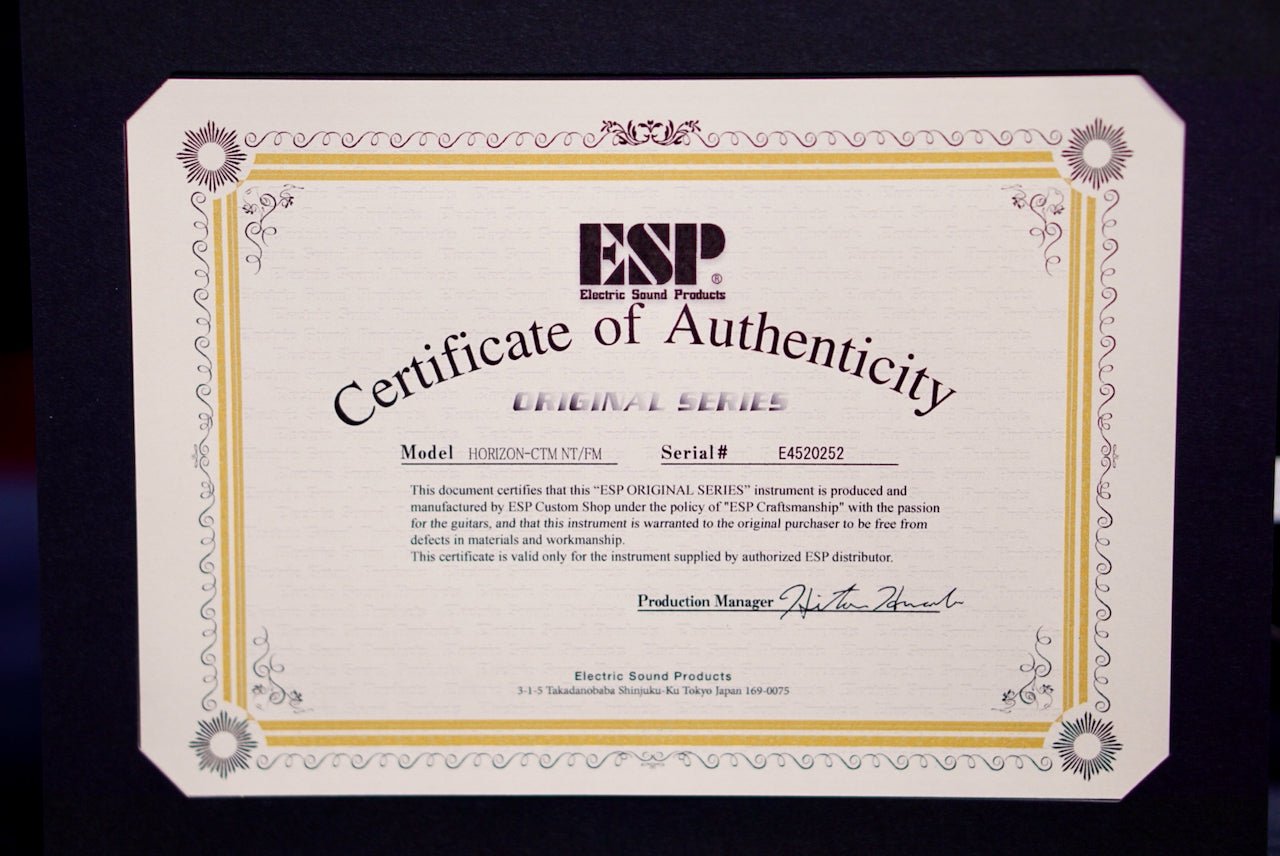 ESP®
Electric Sound Products
Certificate of Authenticity
ORIGINAL SERIES
Model HORIZON-CTM NT/FM Serial# E4520252
This document certifies that this “ESP ORIGINAL SERIES” instrument is produced and
manufactured by ESP Custom Shop under the policy of "ESP Craftsmanship" with the passion
for the guitars, and that this instrument is warranted to the original purchaser to be free from
defects in materials and workmanship.
This certificate is valid only for the instrument supplied by authorized ESP distributor.
Production Manager
Electric Sound Products
3-1-5 Takadanobaba Shinjuku-Ku Tokyo Japan 169-0075